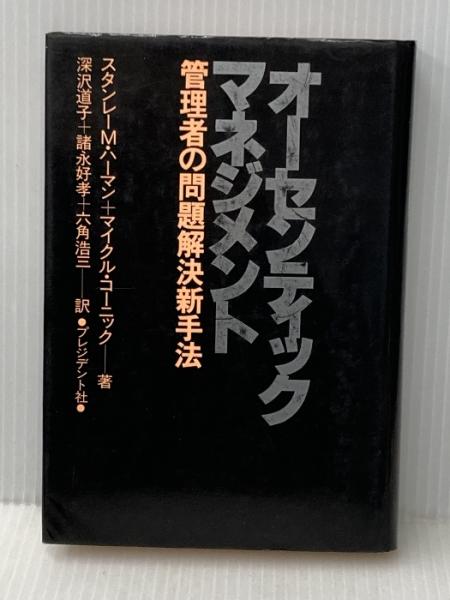 オーセンティック
マネジメント
管理者の問題解決新手法
スタンレーM・ハーマン+マイクル・コーニック──著
深沢道子+諸永好孝+六角浩三──訳●プレジデント社●